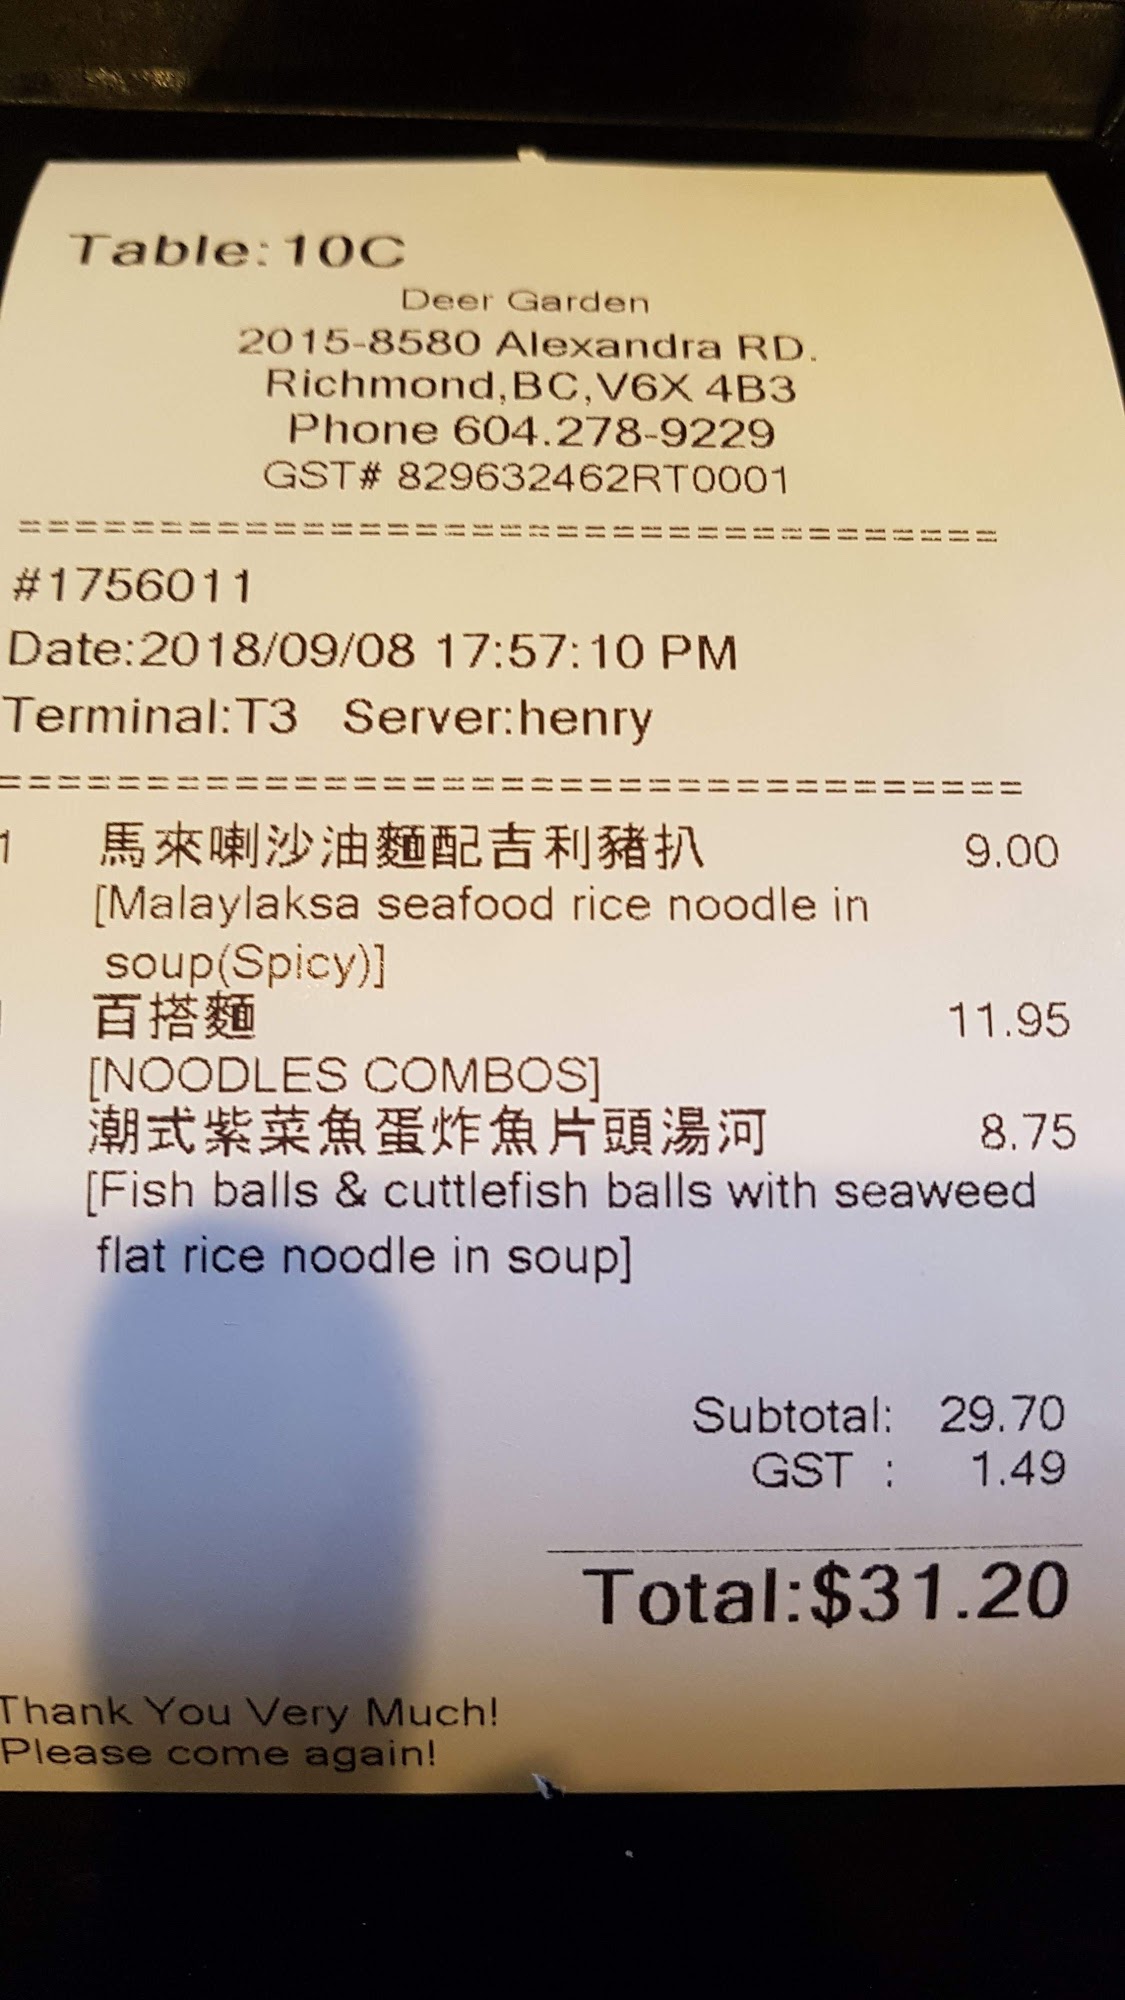 Table:10C
Deer Garden
2015-8580 Alexandra RD.
Richmond,BC,V6X 4B3
Phone 604.278-9229
GST# 829632462RT0001
===================================
#1756011
Date:2018/09/08 17:57:10 PM
Terminal:T3 Server:henry
===================================
1 馬來喇沙油麵配吉利豬扒 9.00
[Malaylaksa seafood rice noodle in
soup(Spicy)]
百搭麵 11.95
[NOODLES COMBOS]
潮式紫菜魚蛋炸魚片頭湯河 8.75
[Fish balls & cuttlefish balls with seaweed
flat rice noodle in soup]
Subtotal: 29.70
GST : 1.49
Total:$31.20
Thank You Very Much!
Please come again!